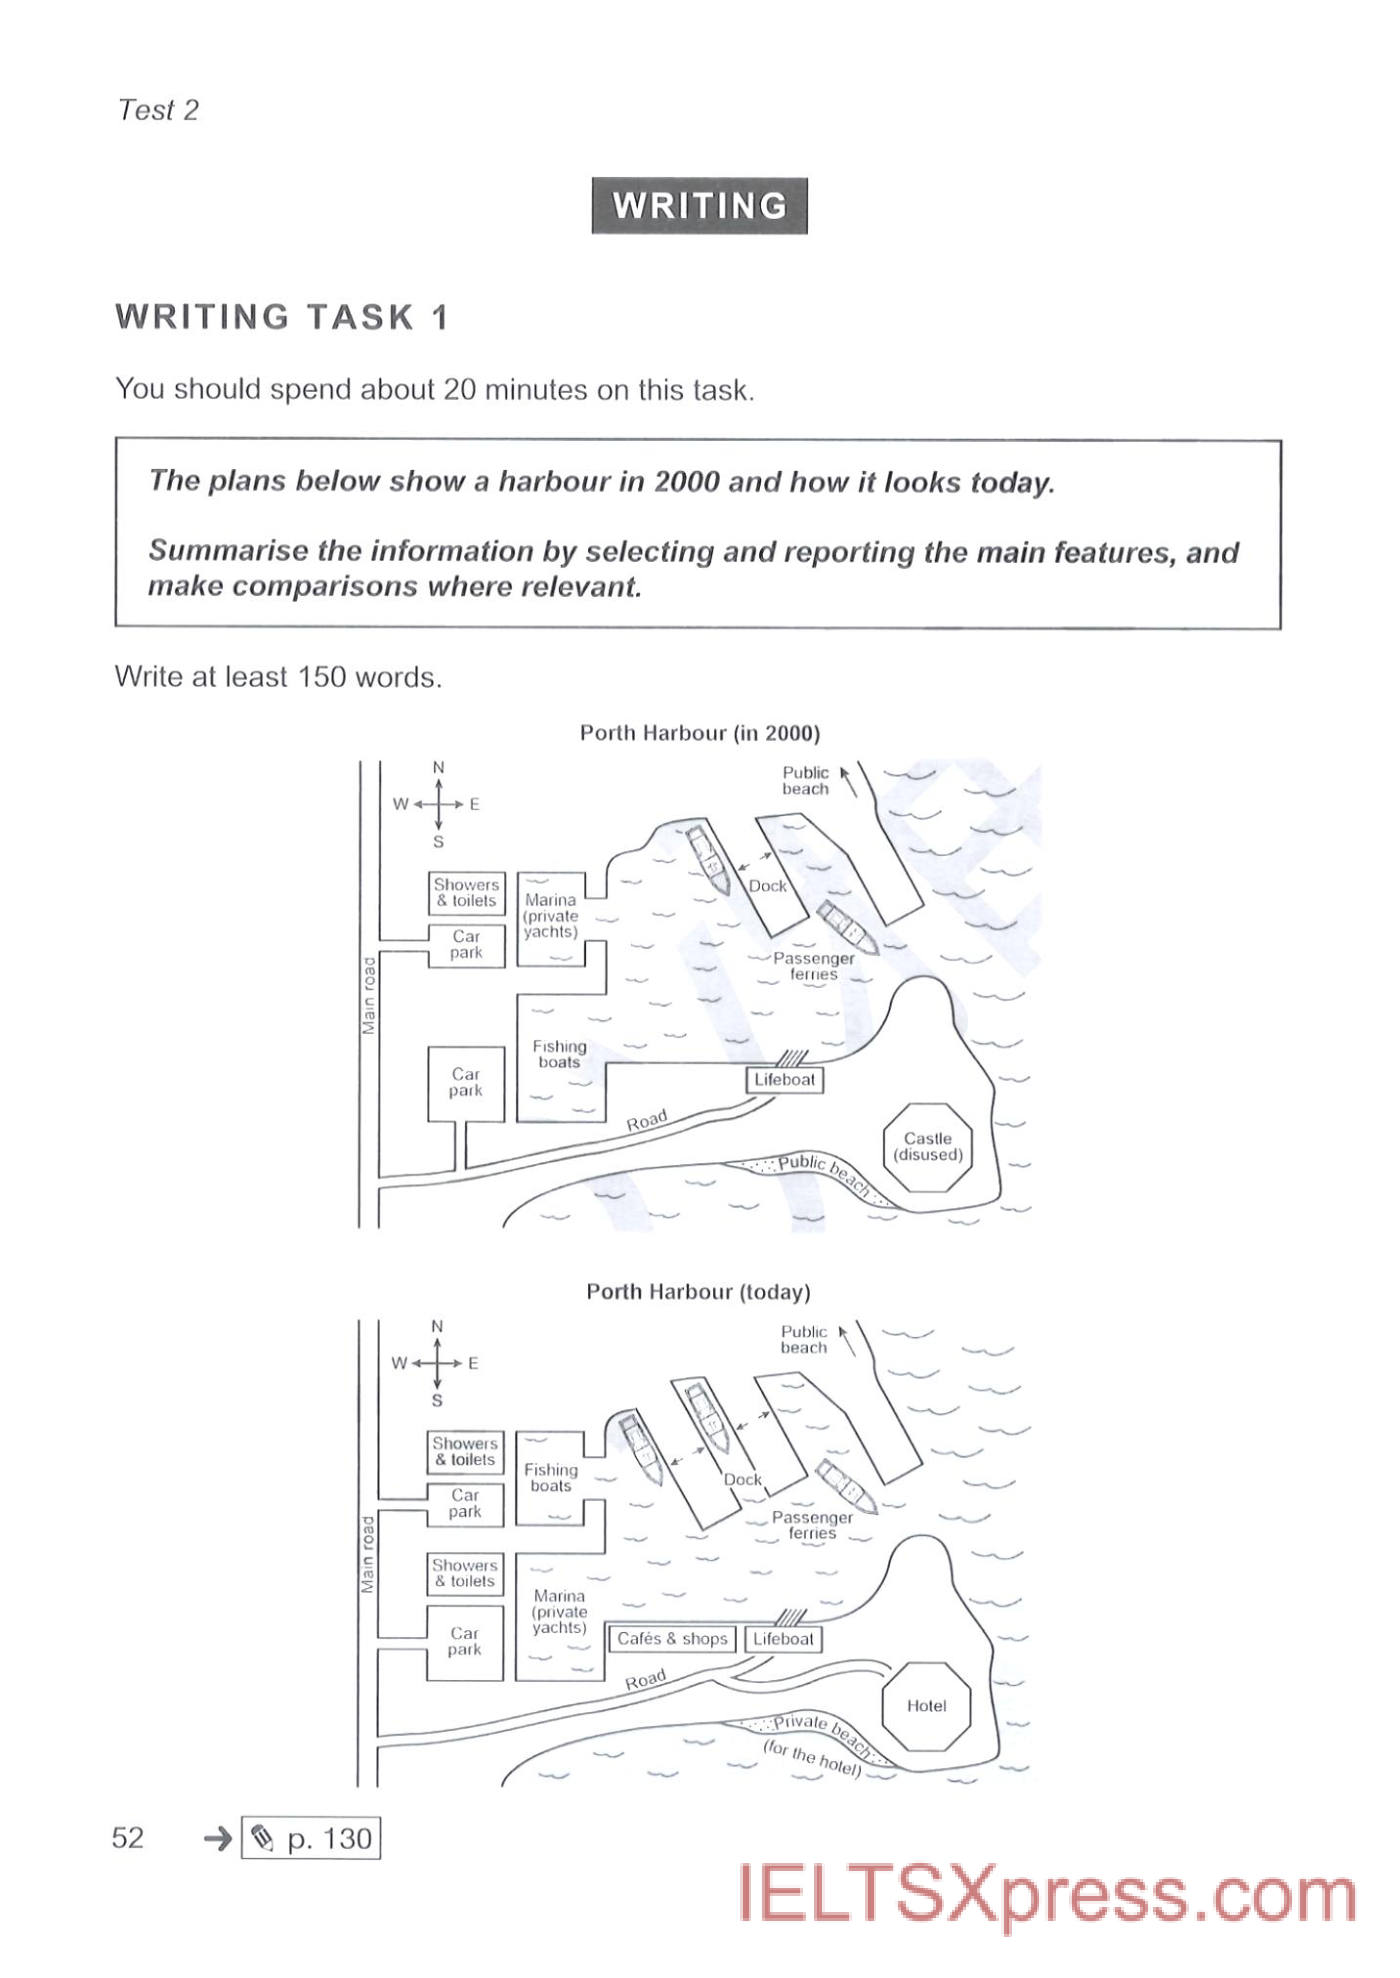 Test 2
WRITING
WRITING TASK 1
You should spend about 20 minutes on this task.
The plans below show a harbour in 2000 and how it looks today.
Summarise the information by selecting and reporting the main features, and
make comparisons where relevant.
Write at least 150 words.
Porth Harbour (in 2000)
N
W E
S
Public
beach
Showers
& toilets
Marina
(private
yachts)
Dock
Car
park
Passenger
ferries
Main road
Fishing
boats
Car
park
Lifeboat
Road
Castle
(disused)
Public beach
Porth Harbour (today)
N
W E
S
Public
beach
Showers
& toilets
Fishing
boats
Dock
Car
park
Passenger
ferries
Main road
Showers
& toilets
Marina
(private
yachts)
Car
park
Cafés & shops
Lifeboat
Road
Hotel
Private beach
(for the hotel)
52
p. 130
IELTSXpress.com